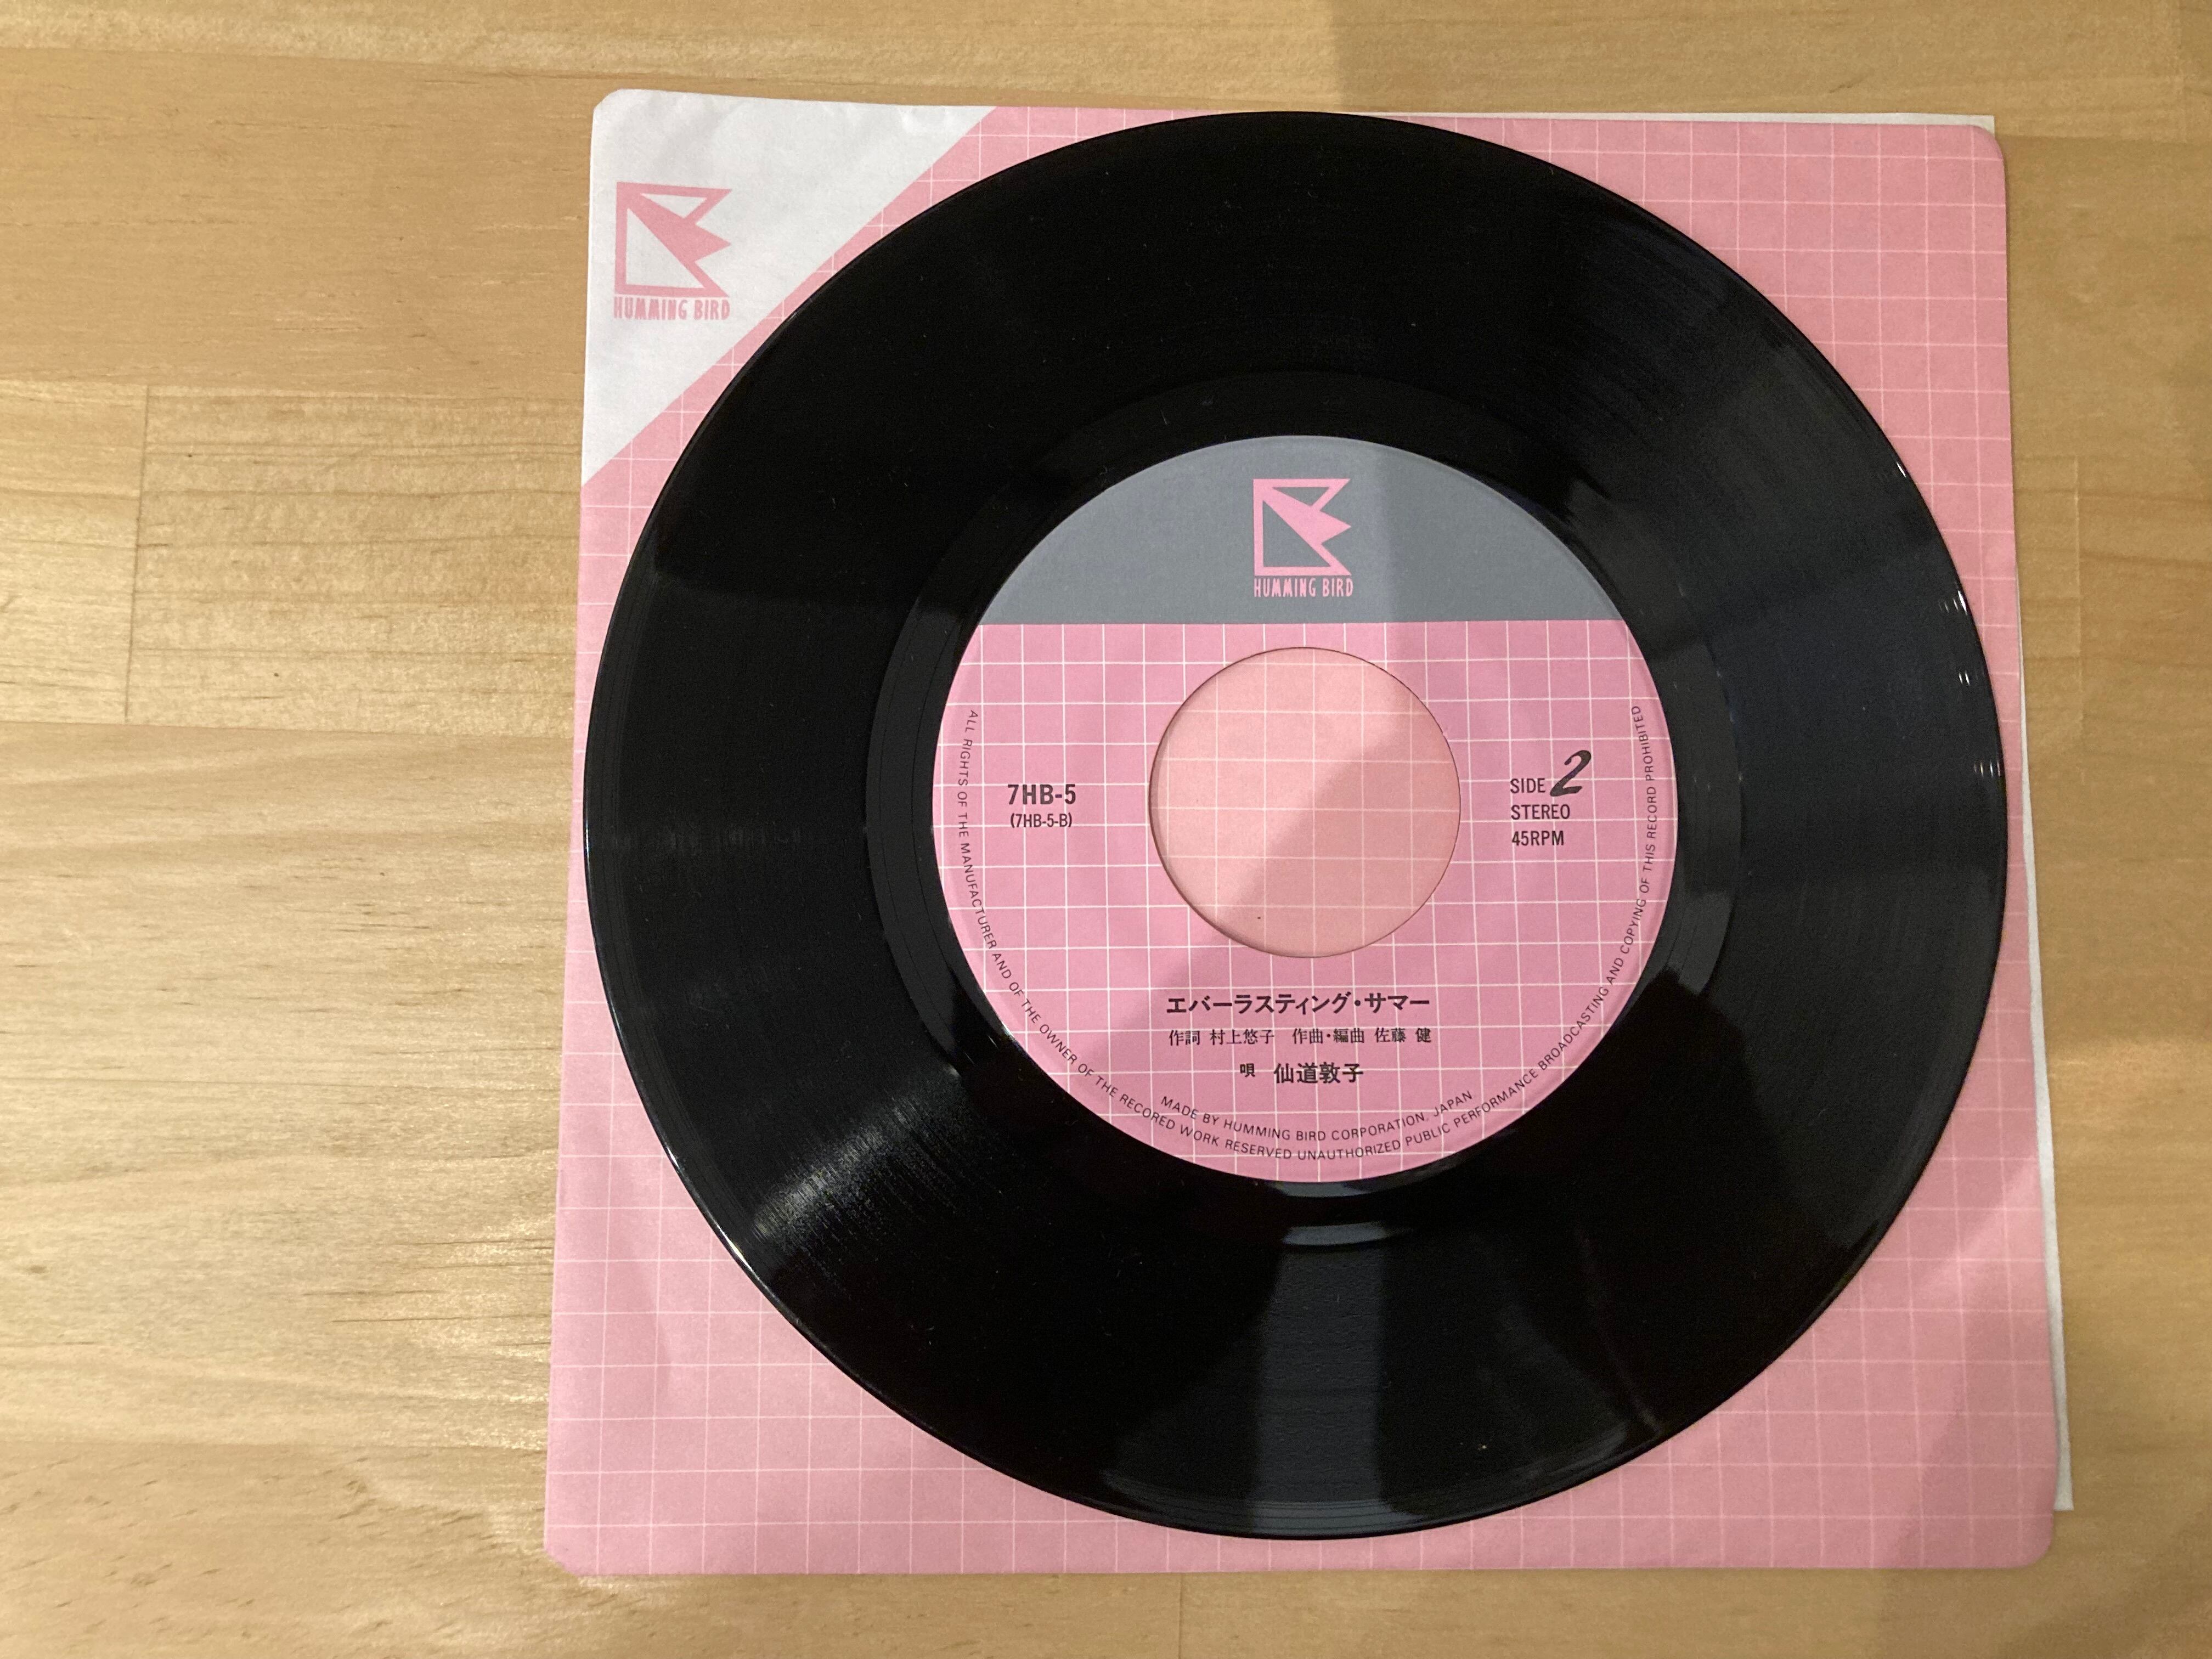 HUMMING BIRD
HUMMING BIRD
7HB-5
(7HB-5-B)
SIDE 2
STEREO
45RPM
エバーラスティング・サマー
作詞 村上悠子 作曲・編曲 佐藤 健
唄 仙道敦子
MADE BY HUMMING BIRD CORPORATION, JAPAN
ALL RIGHTS OF THE MANUFACTURER AND OF THE OWNER OF THE RECORED WORK RESERVED UNAUTHORIZED PUBLIC PERFORMANCE BROADCASTING AND COPYING OF THIS RECORD PROHIBITED